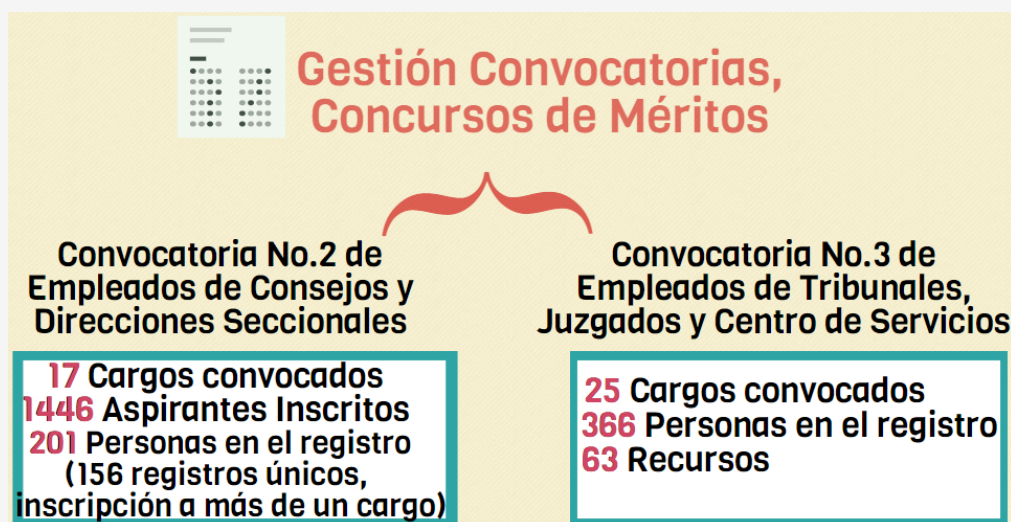 Gestión Convocatorias,
Concursos de Méritos
Convocatoria No.2 de
Empleados de Consejos y
Direcciones Seccionales
17 Cargos convocados
1446 Aspirantes Inscritos
201 Personas en el registro
(156 registros únicos,
inscripción a más de un cargo)
Convocatoria No.3 de
Empleados de Tribunales,
Juzgados y Centro de Servicios
25 Cargos convocados
366 Personas en el registro
63 Recursos